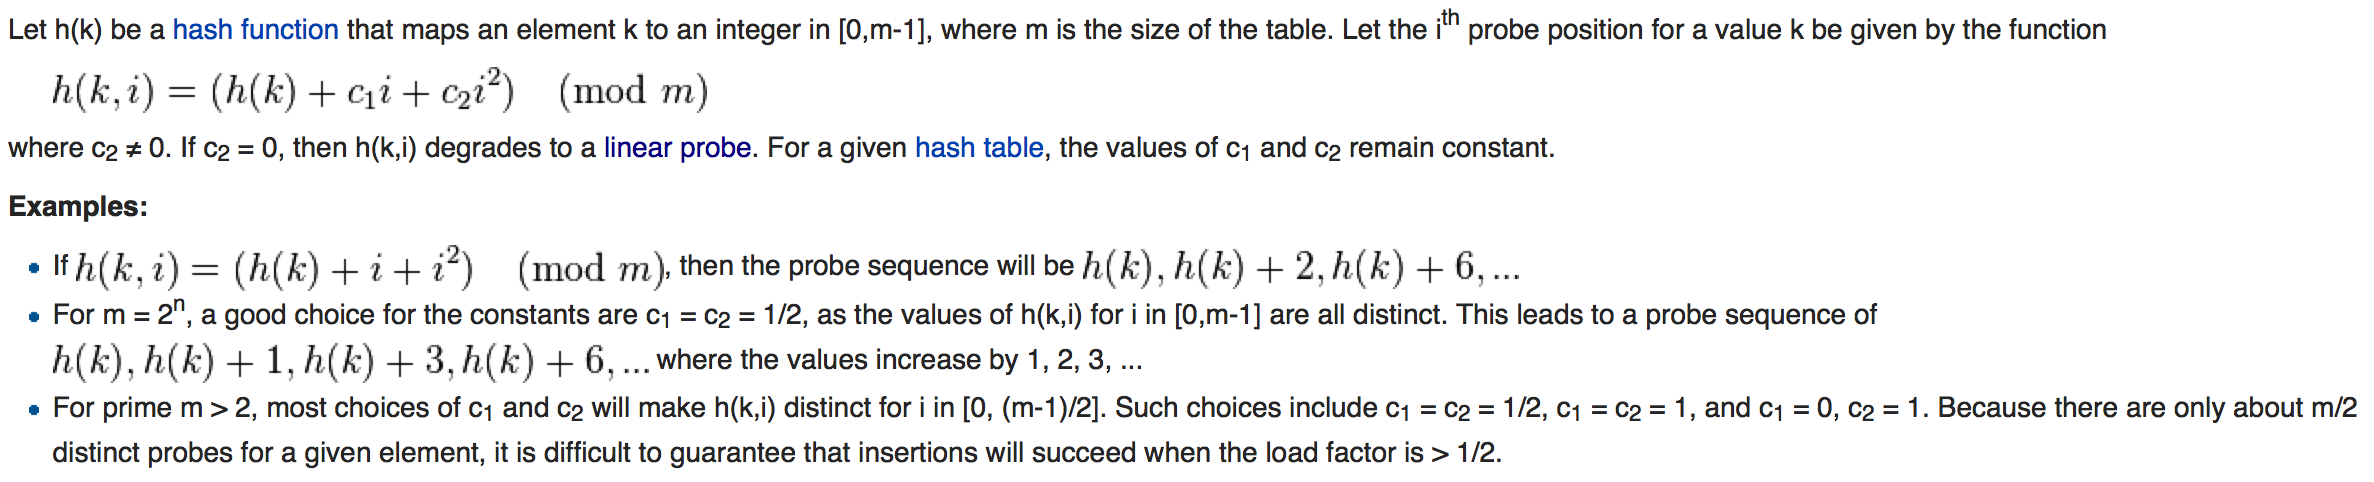 Let h(k) be a hash function that maps an element k to an integer in [0,m-1], where m is the size of the table. Let the iᵗʰ probe position for a value k be given by the function
h(k, i) = (h(k) + c₁i + c₂i²) (mod m)
where c₂ ≠ 0. If c₂ = 0, then h(k,i) degrades to a linear probe. For a given hash table, the values of c₁ and c₂ remain constant.
Examples:
• If h(k, i) = (h(k) + i + i²) (mod m), then the probe sequence will be h(k), h(k) + 2, h(k) + 6, ...
• For m = 2ⁿ, a good choice for the constants are c₁ = c₂ = 1/2, as the values of h(k,i) for i in [0,m-1] are all distinct. This leads to a probe sequence of
h(k), h(k) + 1, h(k) + 3, h(k) + 6, ... where the values increase by 1, 2, 3, ...
• For prime m > 2, most choices of c₁ and c₂ will make h(k,i) distinct for i in [0, (m-1)/2]. Such choices include c₁ = c₂ = 1/2, c₁ = c₂ = 1, and c₁ = 0, c₂ = 1. Because there are only about m/2
distinct probes for a given element, it is difficult to guarantee that insertions will succeed when the load factor is > 1/2.